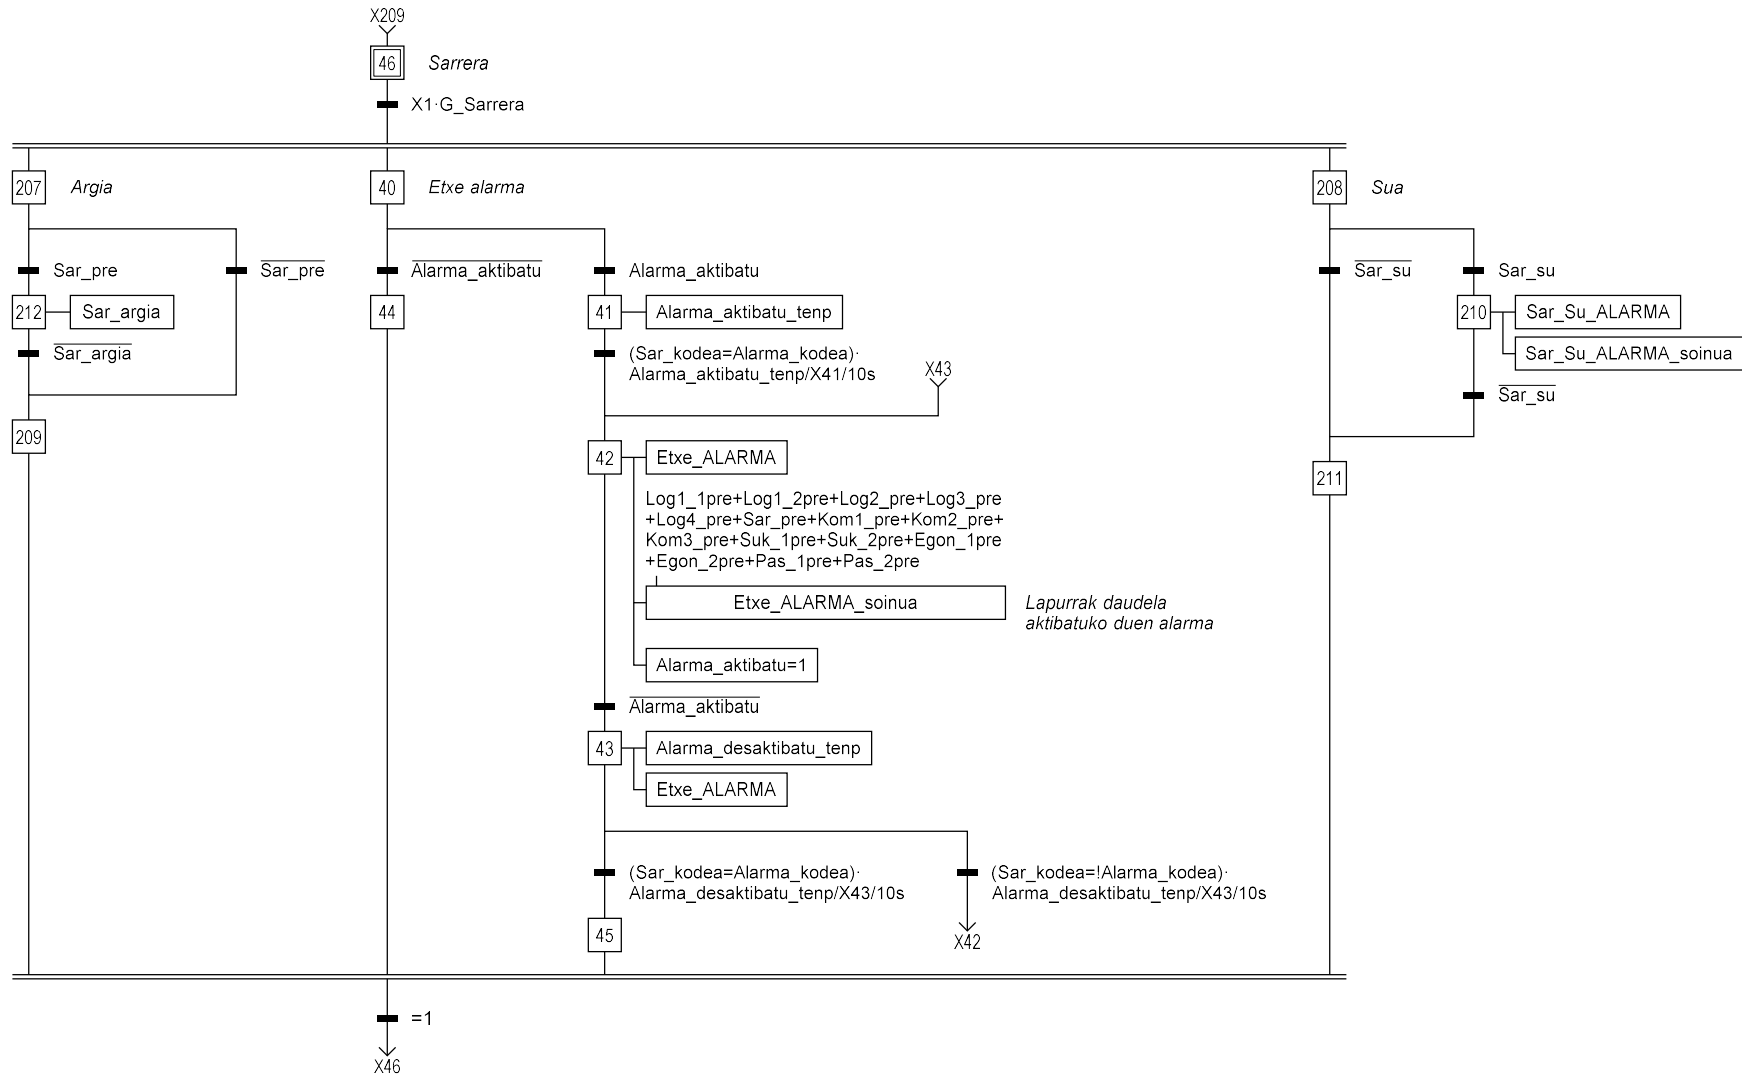 X209
46
Sarrera
X1·G_Sarrera
207
Argia
40
Etxe alarma
208
Sua
Sar_pre
Sar_pre
Alarma_aktibatu
Alarma_aktibatu
Sar_su
Sar_su
212
Sar_argia
44
41
Alarma_aktibatu_tenp
210
Sar_Su_ALARMA
Sar_argia
(Sar_kodea=Alarma_kodea)·
Alarma_aktibatu_tenp/X41/10s
X43
Sar_Su_ALARMA_soinua
Sar_su
209
42
Etxe_ALARMA
211
Log1_1pre+Log1_2pre+Log2_pre+Log3_pre
+Log4_pre+Sar_pre+Kom1_pre+Kom2_pre+
Kom3_pre+Suk_1pre+Suk_2pre+Egon_1pre
+Egon_2pre+Pas_1pre+Pas_2pre
Etxe_ALARMA_soinua
Lapurrak daudela
aktibatuko duen alarma
Alarma_aktibatu=1
Alarma_aktibatu
43
Alarma_desaktibatu_tenp
Etxe_ALARMA
(Sar_kodea=Alarma_kodea)·
Alarma_desaktibatu_tenp/X43/10s
(Sar_kodea=!Alarma_kodea)·
Alarma_desaktibatu_tenp/X43/10s
45
X42
=1
X46